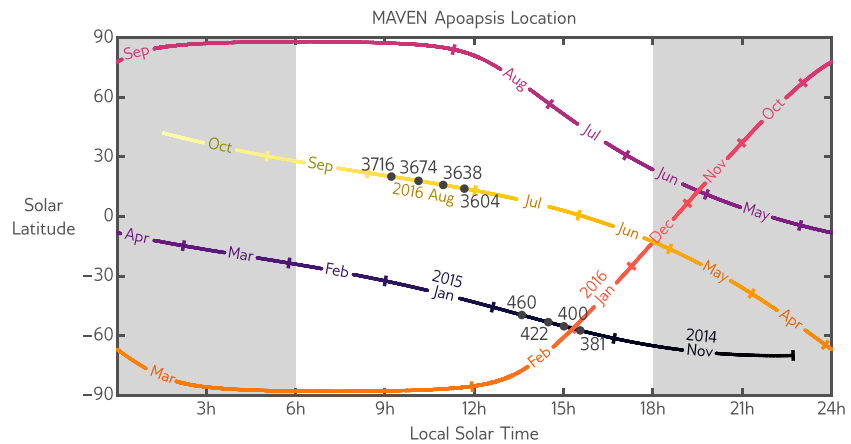 MAVEN Apoapsis Location
90
60
30
0
−30
−60
−90
Solar
Latitude
Sep
Aug
Jul
Jun
May
Oct
Nov
Dec
2016
Jan
Feb
Oct
Sep
3716 3674 3638
3604
2016 Aug
Jul
Jun
May
Apr
Mar
Apr
Mar
Feb
2015
Jan
460
422
400
381
2014
Nov
3h 6h 9h 12h 15h 18h 21h 24h
Local Solar Time